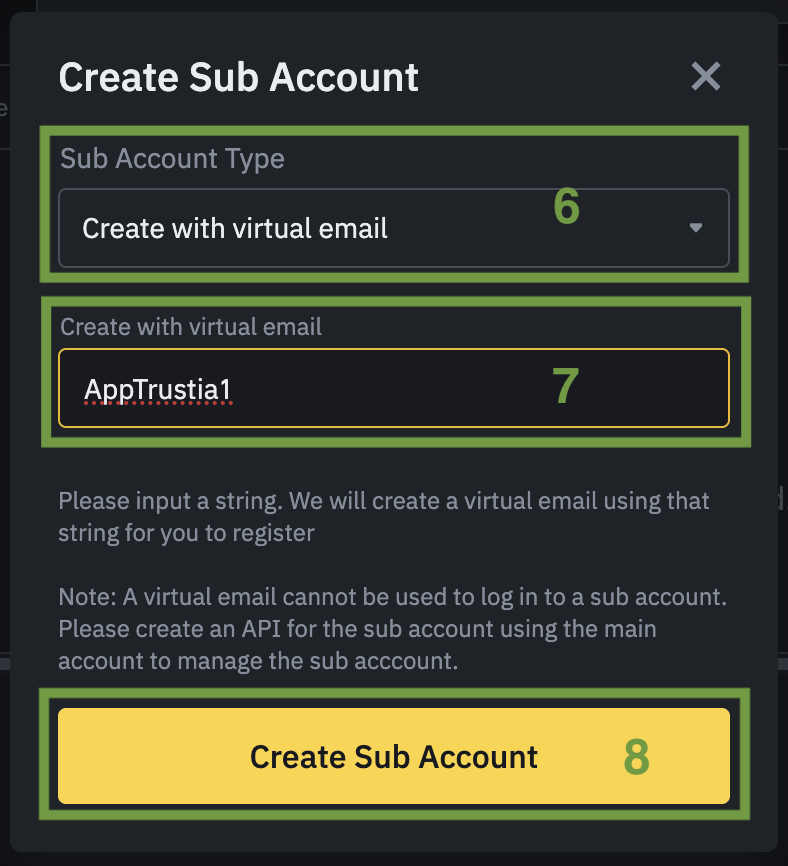 Create Sub Account
Sub Account Type
Create with virtual email
6
Create with virtual email
AppTrustia1
7
Please input a string. We will create a virtual email using that
string for you to register
Note: A virtual email cannot be used to log in to a sub account.
Please create an API for the sub account using the main
account to manage the sub acccount.
Create Sub Account
8